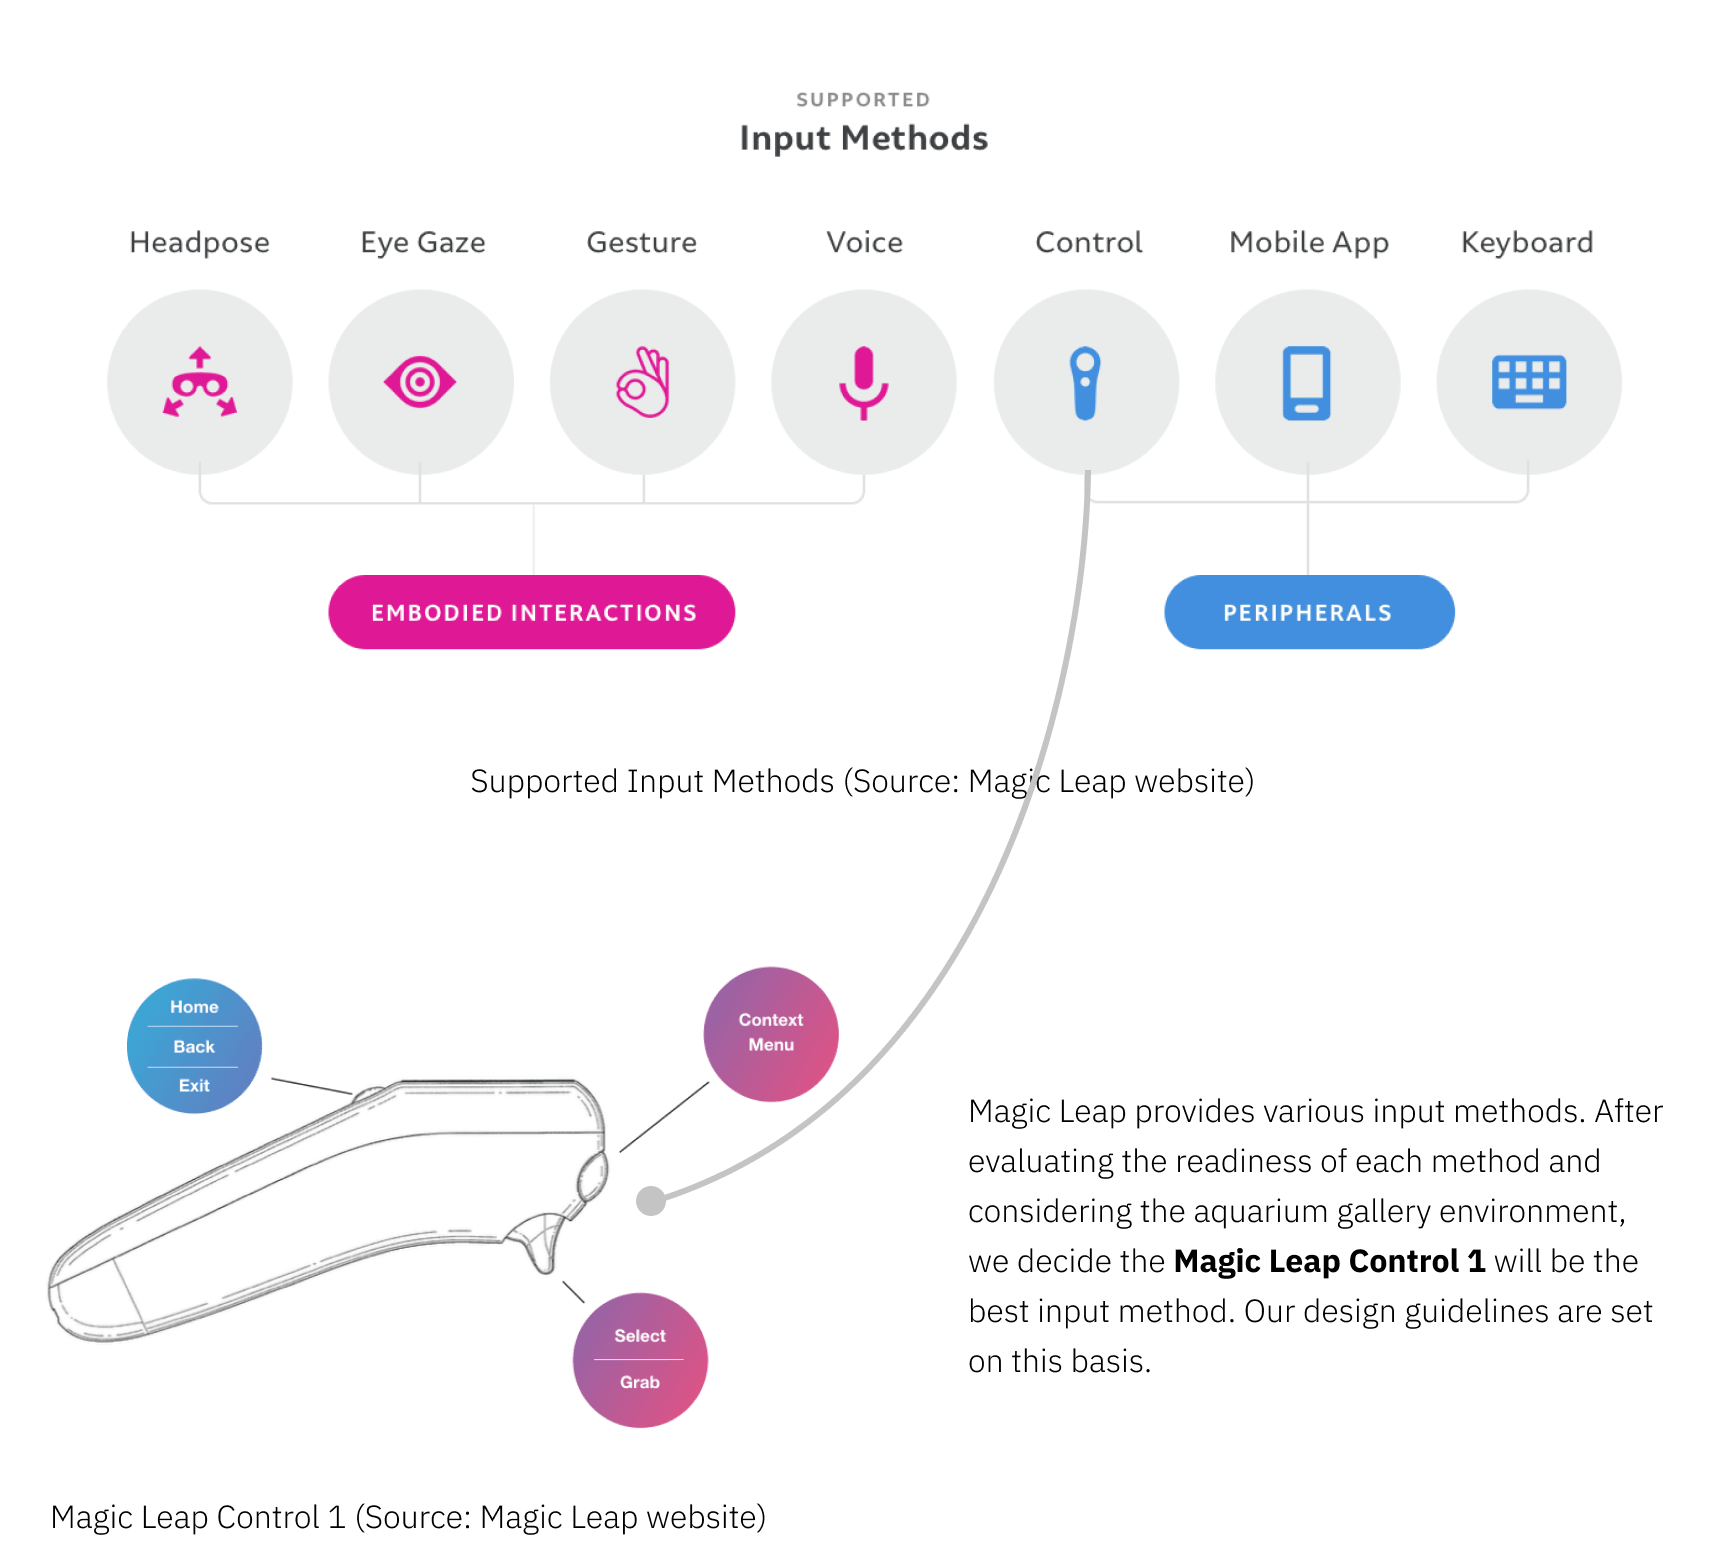 SUPPORTED
Input Methods
Headpose
Eye Gaze
Gesture
Voice
Control
Mobile App
Keyboard
EMBODIED INTERACTIONS
PERIPHERALS
Supported Input Methods (Source: Magic Leap website)
Home
Back
Exit
Context
Menu
Select
Grab
Magic Leap provides various input methods. After
evaluating the readiness of each method and
considering the aquarium gallery environment,
we decide the Magic Leap Control 1 will be the
best input method. Our design guidelines are set
on this basis.
Magic Leap Control 1 (Source: Magic Leap website)